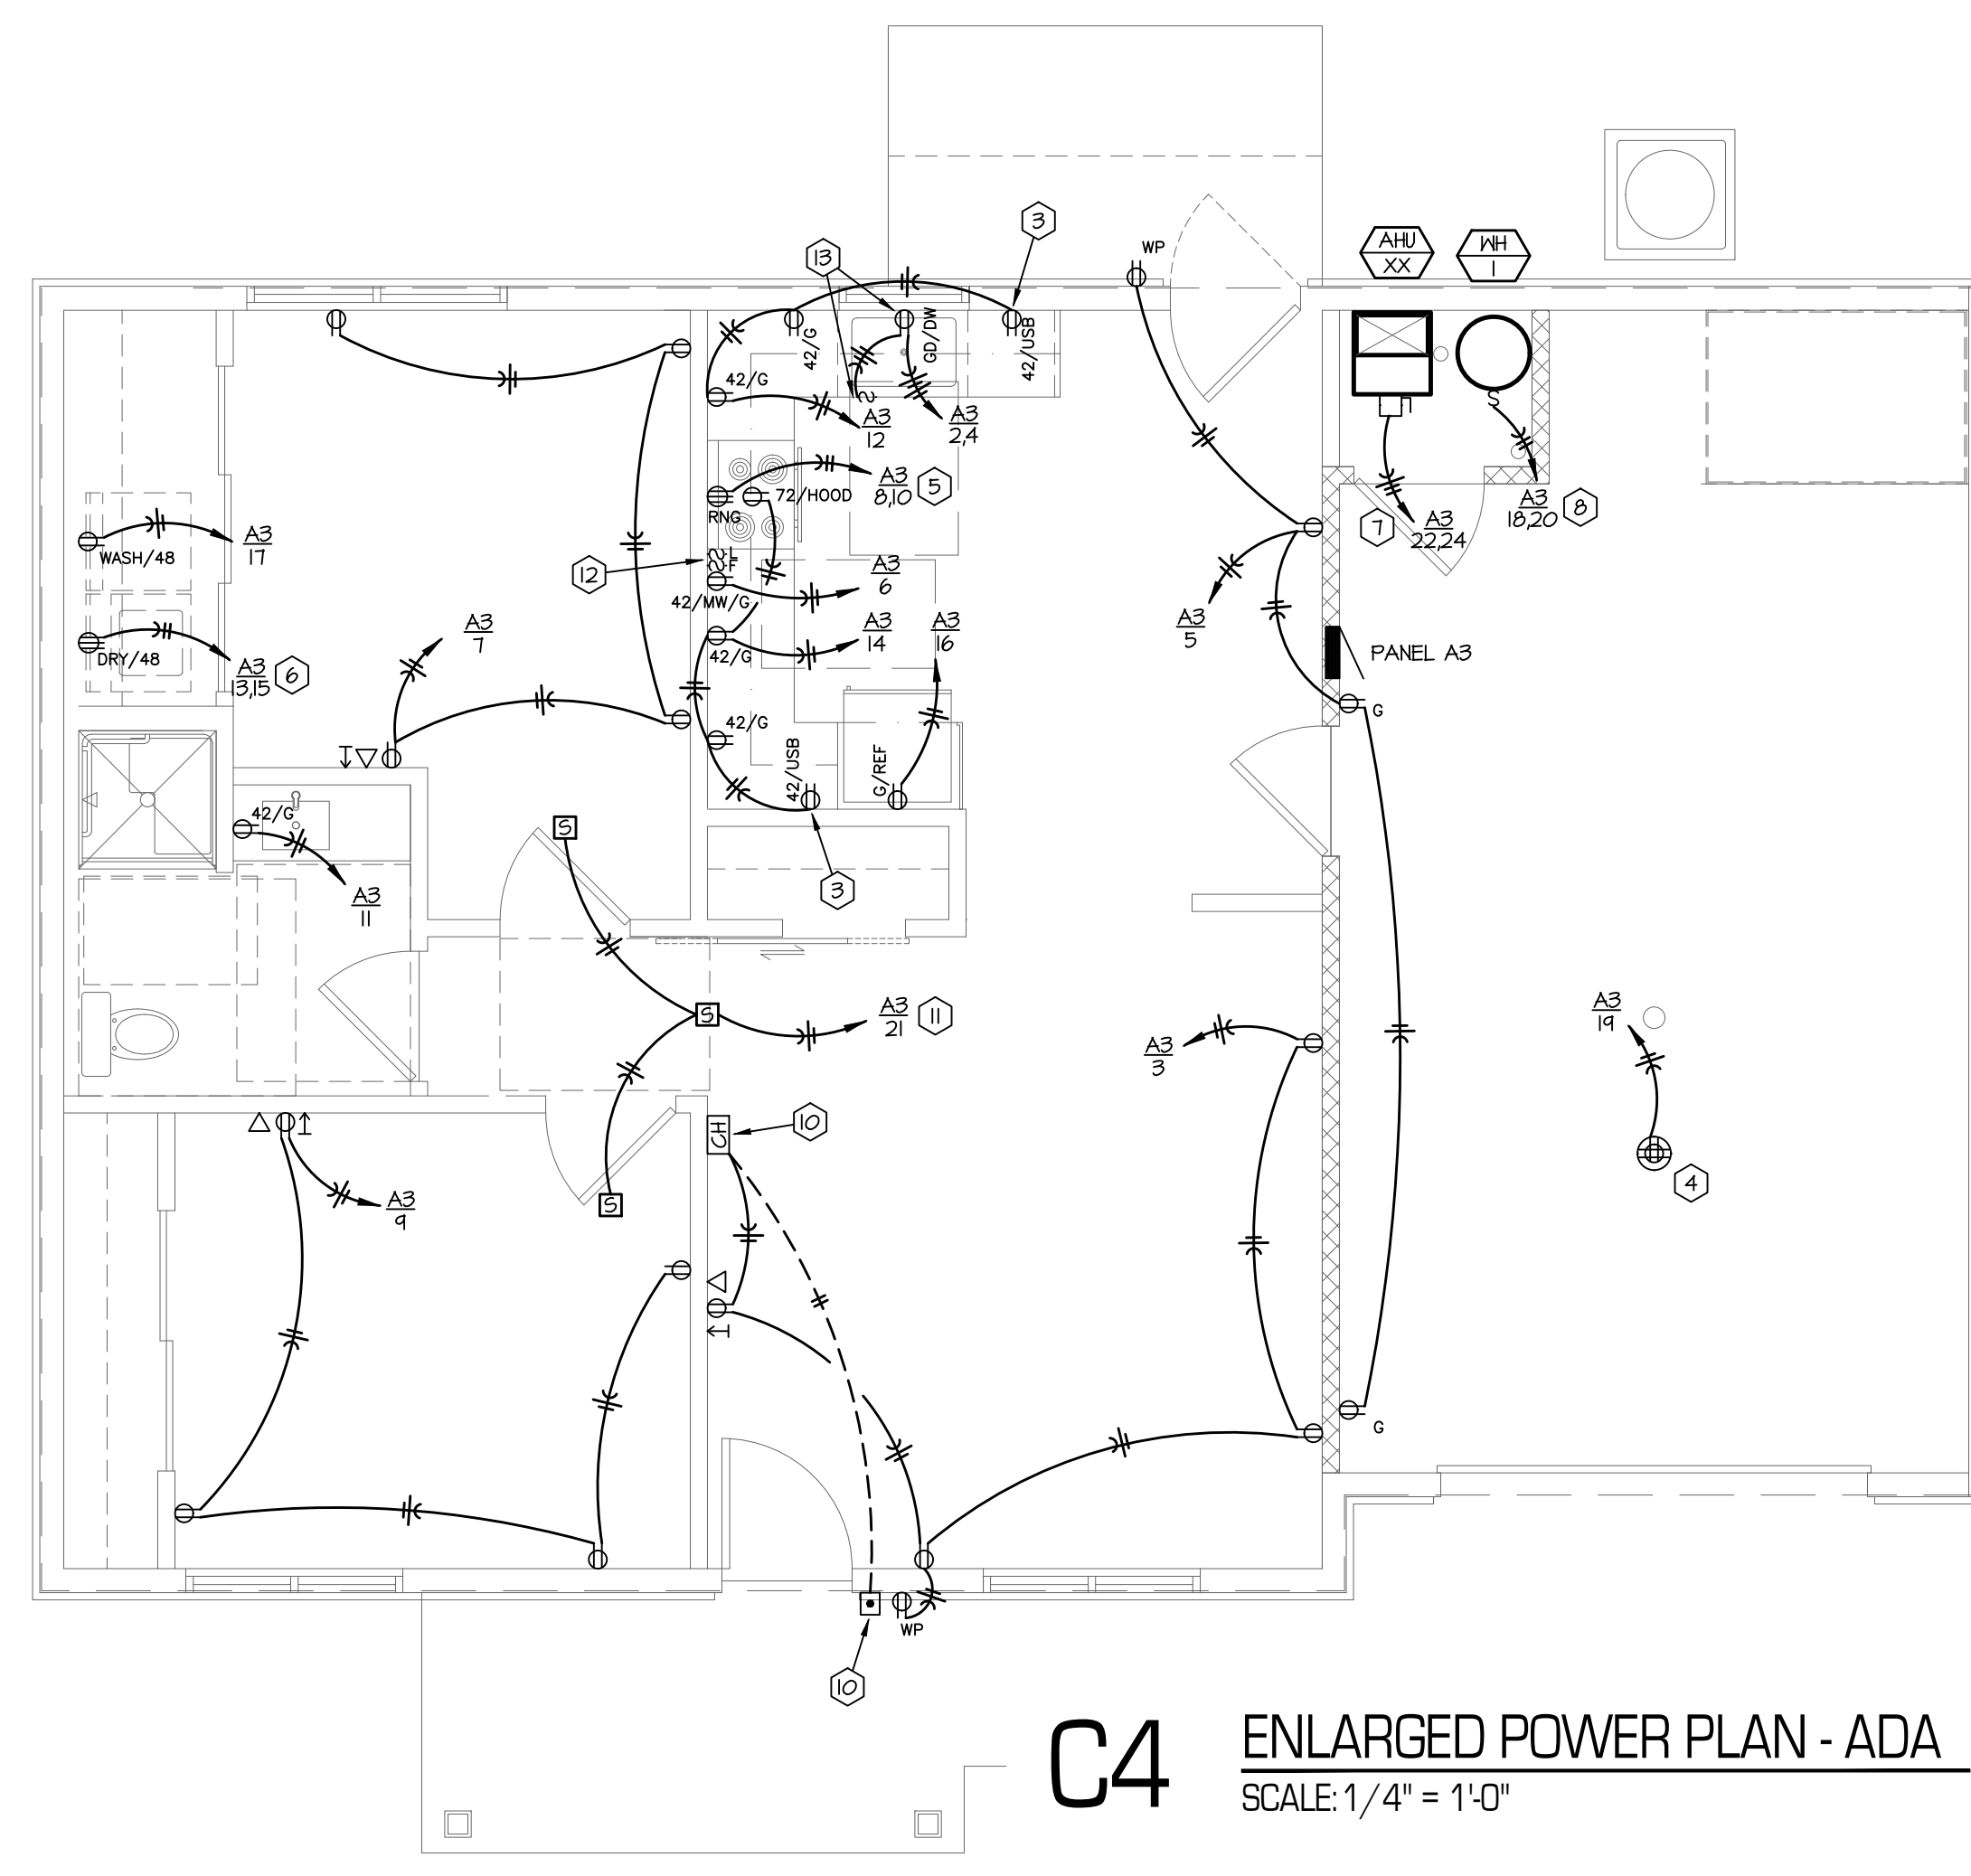 3
13
WP
AHU
XX
WH
1
42/G
GD/DW
42/USB
42/G
A3
12
A3
2,4
S
A3
8,10
5
72/HOOD
RNG
A3
18,20
8
7
A3
22,24
WASH/48
A3
17
L
F
12
A3
6
42/MW/G
A3
7
A3
14
A3
16
42/G
A3
5
PANEL A3
DRY/48
A3
13,15
6
G
42/G
42/USB
G/REF
42/G
S
A3
11
3
S
A3
21
11
A3
19
A3
3
CH
10
4
A3
9
S
G
WP
10
C4
ENLARGED POWER PLAN - ADA
SCALE: 1/4" = 1'-0"